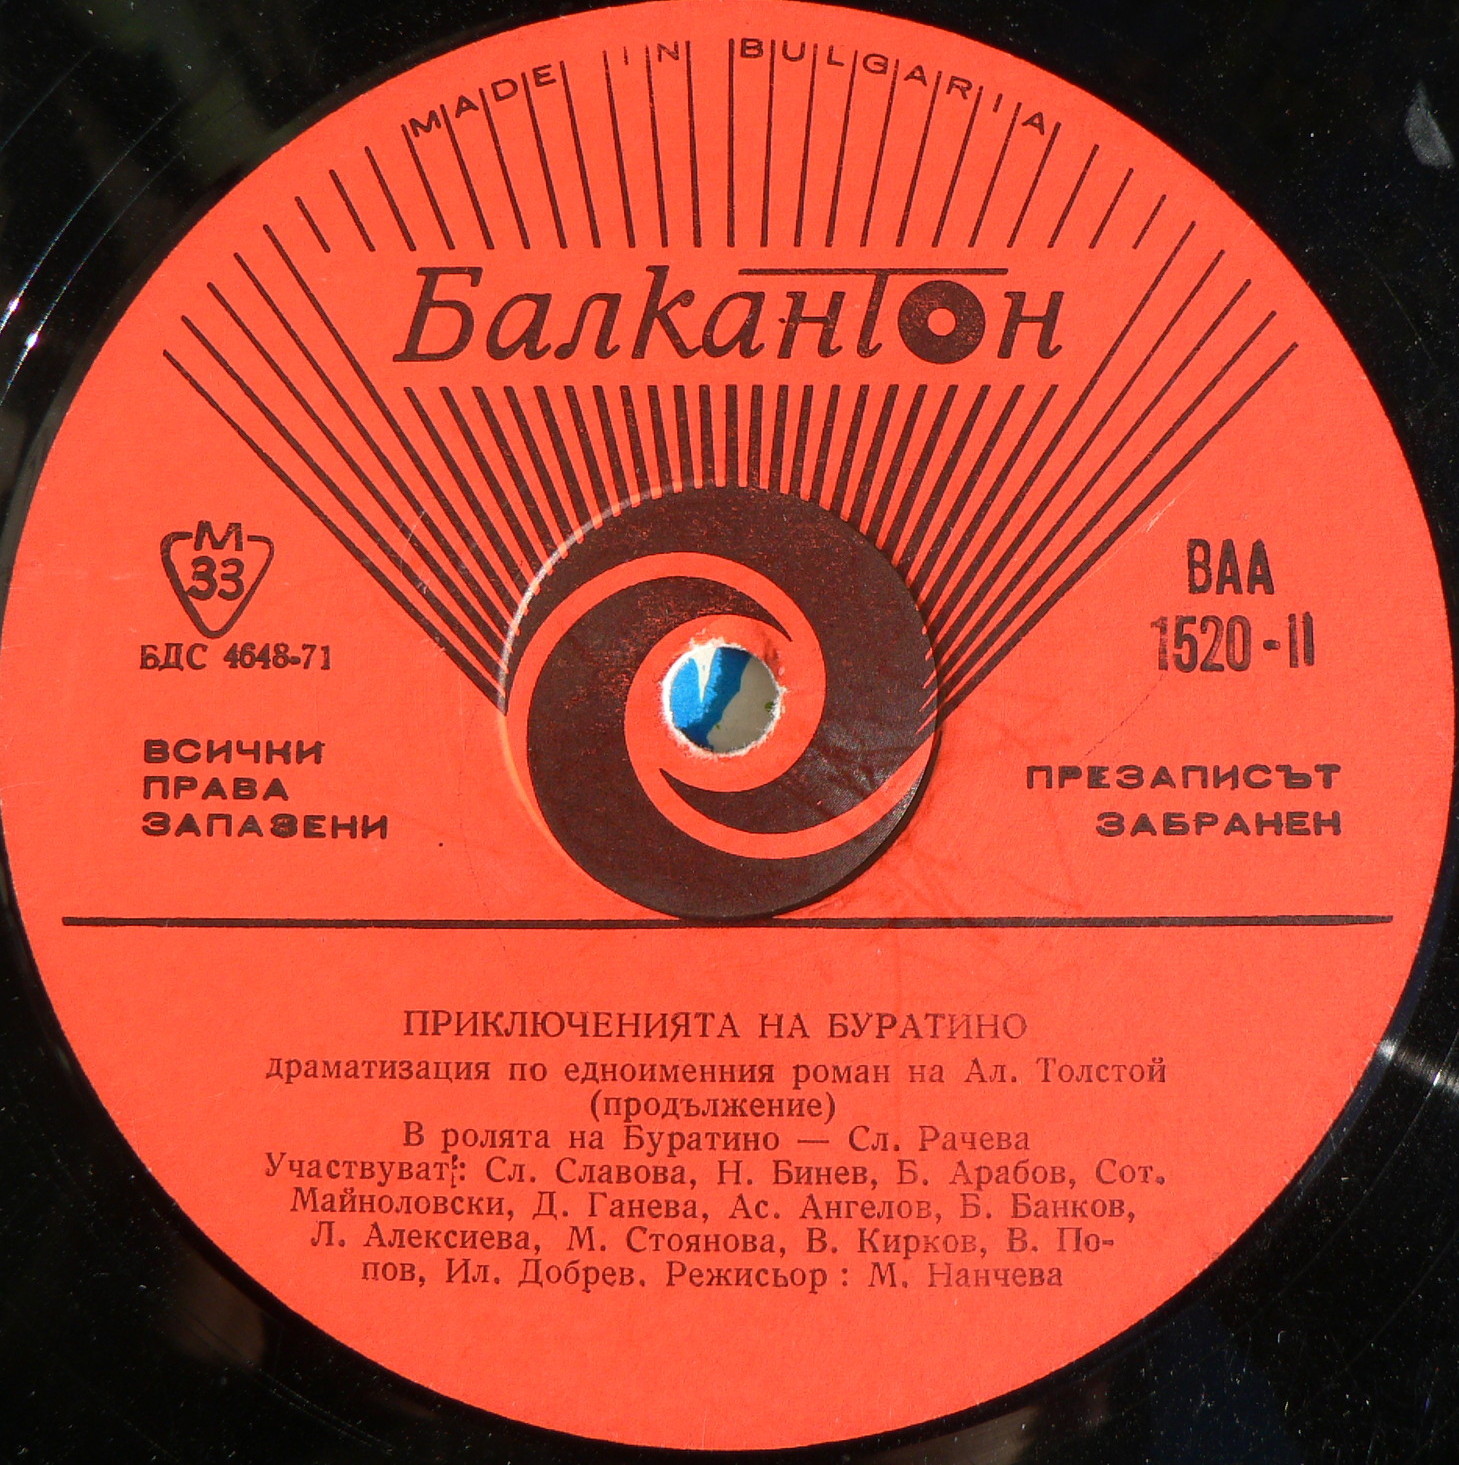 MADE IN BULGARIA
Балкантон
М
33
БДС 4648-71
ВАА
1520-II
ВСИЧКИ
ПРАВА
ЗАПАЗЕНИ
ПРЕЗАПИСЪТ
ЗАБРАНЕН
ПРИКЛЮЧЕНИЯТА НА БУРАТИНО
драматизация по едноименния роман на Ал. Толстой
(продължение)
В ролята на Буратино — Сл. Рачева
Участвуват: Сл. Славова, Н. Бинев, Б. Арабов, Сот.
Майноловски, Д. Ганева, Ас. Ангелов, Б. Банков,
Л. Алексиева, М. Стоянова, В. Кирков, В. По-
пов, Ил. Добрев. Режисьор : М. Нанчева